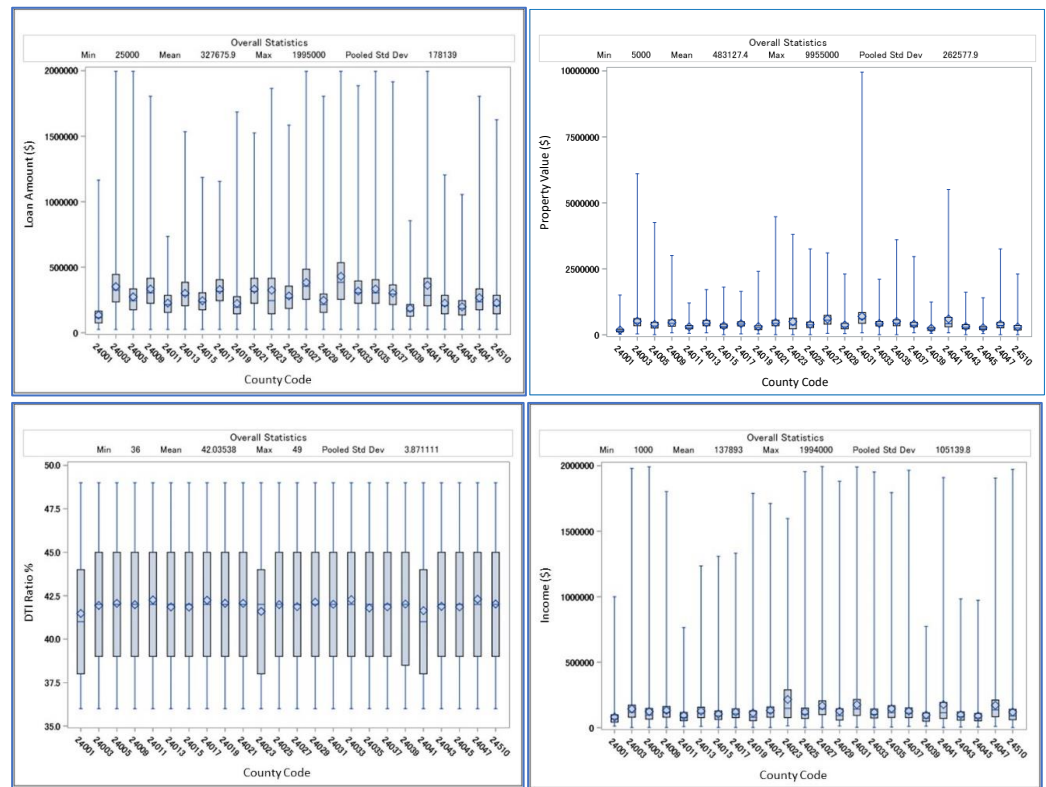 Overall Statistics
Min 25000 Mean 327675.9 Max 1995000 Pooled Std Dev 178139
2000000
1500000
1000000
500000
0
Loan Amount ($)
24001 24003 24005 24009 24011 24013 24015 24017 24019 24021 24023 24025 24027 24029 24031 24033 24035 24037 24039 24041 24043 24045 24047 24510
County Code
Overall Statistics
Min 5000 Mean 483127.4 Max 9955000 Pooled Std Dev 262577.9
10000000
7500000
5000000
2500000
0
Property Value ($)
24001 24003 24005 24009 24011 24013 24015 24017 24019 24021 24023 24025 24027 24029 24031 24033 24035 24037 24039 24041 24043 24045 24047 24510
County Code
Overall Statistics
Min 36 Mean 42.03538 Max 49 Pooled Std Dev 3.871111
50.0
47.5
45.0
42.5
40.0
37.5
35.0
DTI Ratio %
24001 24003 24005 24009 24011 24013 24015 24017 24019 24021 24023 24025 24027 24029 24031 24033 24035 24037 24039 24041 24043 24045 24047 24510
County Code
Overall Statistics
Min 1000 Mean 137893 Max 1994000 Pooled Std Dev 105139.8
2000000
1500000
1000000
500000
0
Income ($)
24001 24003 24005 24009 24011 24013 24015 24017 24019 24021 24023 24025 24027 24029 24031 24033 24035 24037 24039 24041 24043 24045 24047 24510
County Code